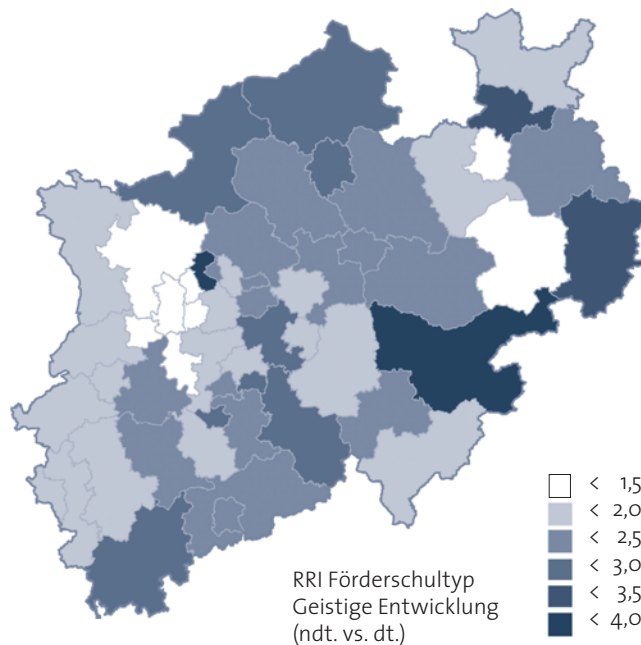 < 1,5
< 2,0
< 2,5
< 3,0
< 3,5
< 4,0
RRI Förderschultyp
Geistige Entwicklung
(ndt. vs. dt.)